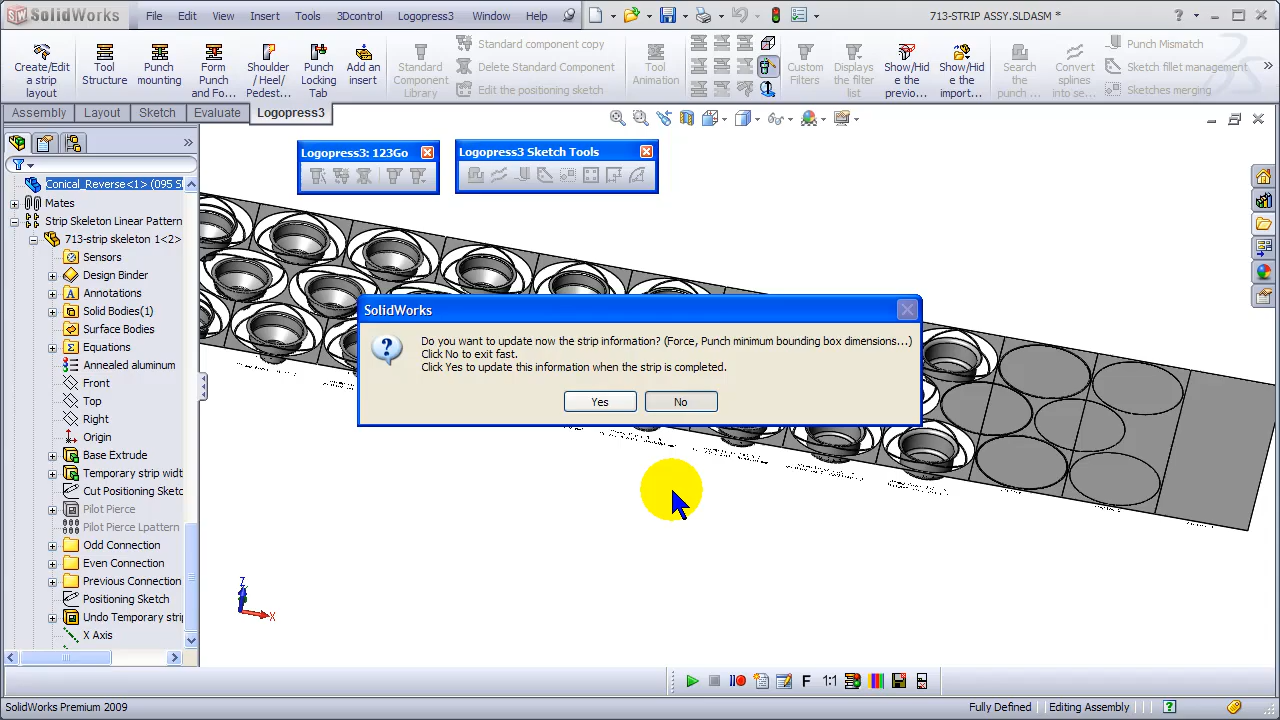 SolidWorks
File Edit View Insert Tools 3Dcontrol Logopress3 Window Help
713-STRIP ASSY.SLDASM *
Create/Edit
a strip
layout
Tool
Structure
Punch
mounting
Form
Punch
and Fo...
Shoulder
/ Heel/
Pedest...
Punch
Locking
Tab
Add an
insert
Standard
Component
Library
Standard component copy
Delete Standard Component
Edit the positioning sketch
Tool
Animation
Custom
Filters
Displays
the filter
list
Show/Hid
e the
previo...
Show/Hid
e the
import...
Search
the
punch ...
Convert
splines
into se...
Punch Mismatch
Sketch fillet management
Sketches merging
Assembly Layout Sketch Evaluate Logopress3
Logopress3: 123Go
Logopress3 Sketch Tools
Conical_Reverse<1> (095 S
Mates
Strip Skeleton Linear Pattern
713-strip skeleton 1<2>
Sensors
Design Binder
Annotations
Solid Bodies(1)
Surface Bodies
Equations
Annealed aluminum
Front
Top
Right
Origin
Base Extrude
Temporary strip widt
Cut Positioning Sketc
Pilot Pierce
Pilot Pierce Lpattern
Odd Connection
Even Connection
Previous Connection
Positioning Sketch
Undo Temporary strip
X Axis
SolidWorks
Do you want to update now the strip information? (Force, Punch minimum bounding box dimensions...)
Click No to exit fast.
Click Yes to update this information when the strip is completed.
Yes No
Z
X
F 1:1
SolidWorks Premium 2009
Fully Defined Editing Assembly